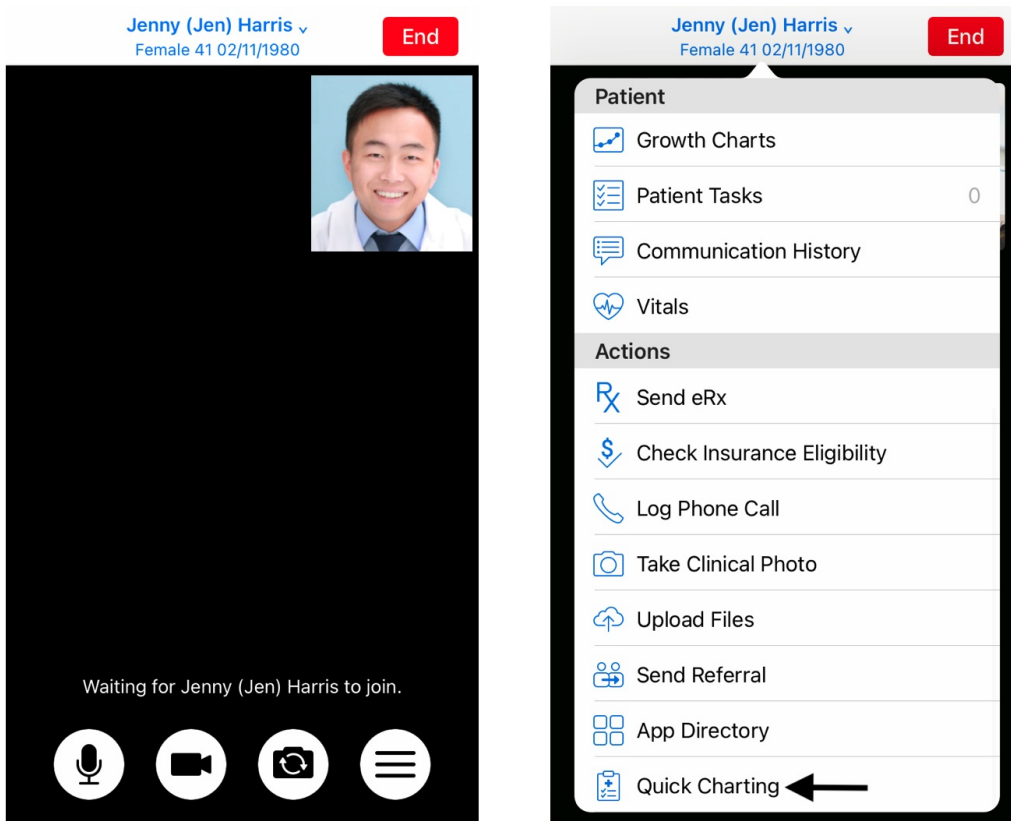 Jenny (Jen) Harris
End
Female 41 02/11/1980
Waiting for Jenny (Jen) Harris to join.
Jenny (Jen) Harris
End
Female 41 02/11/1980
Patient
Growth Charts
Patient Tasks 0
Communication History
Vitals
Actions
Rx Send eRx
$ Check Insurance Eligibility
Log Phone Call
Take Clinical Photo
Upload Files
Send Referral
App Directory
Quick Charting